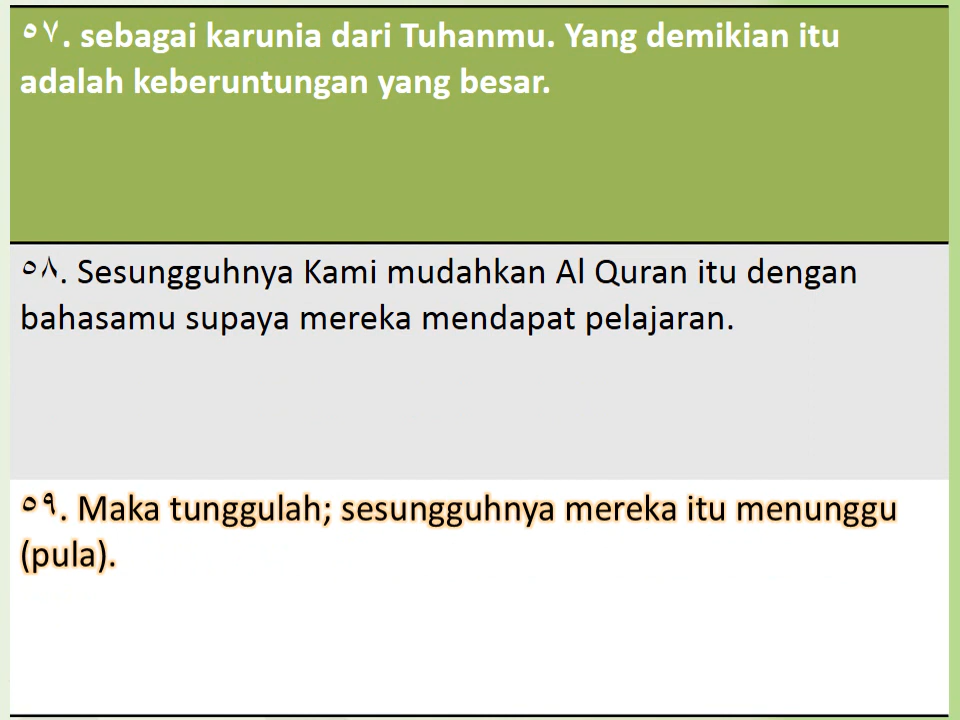 ٥٧. sebagai karunia dari Tuhanmu. Yang demikian itu
adalah keberuntungan yang besar.
٥٨. Sesungguhnya Kami mudahkan Al Quran itu dengan
bahasamu supaya mereka mendapat pelajaran.
٥٩. Maka tunggulah; sesungguhnya mereka itu menunggu
(pula).